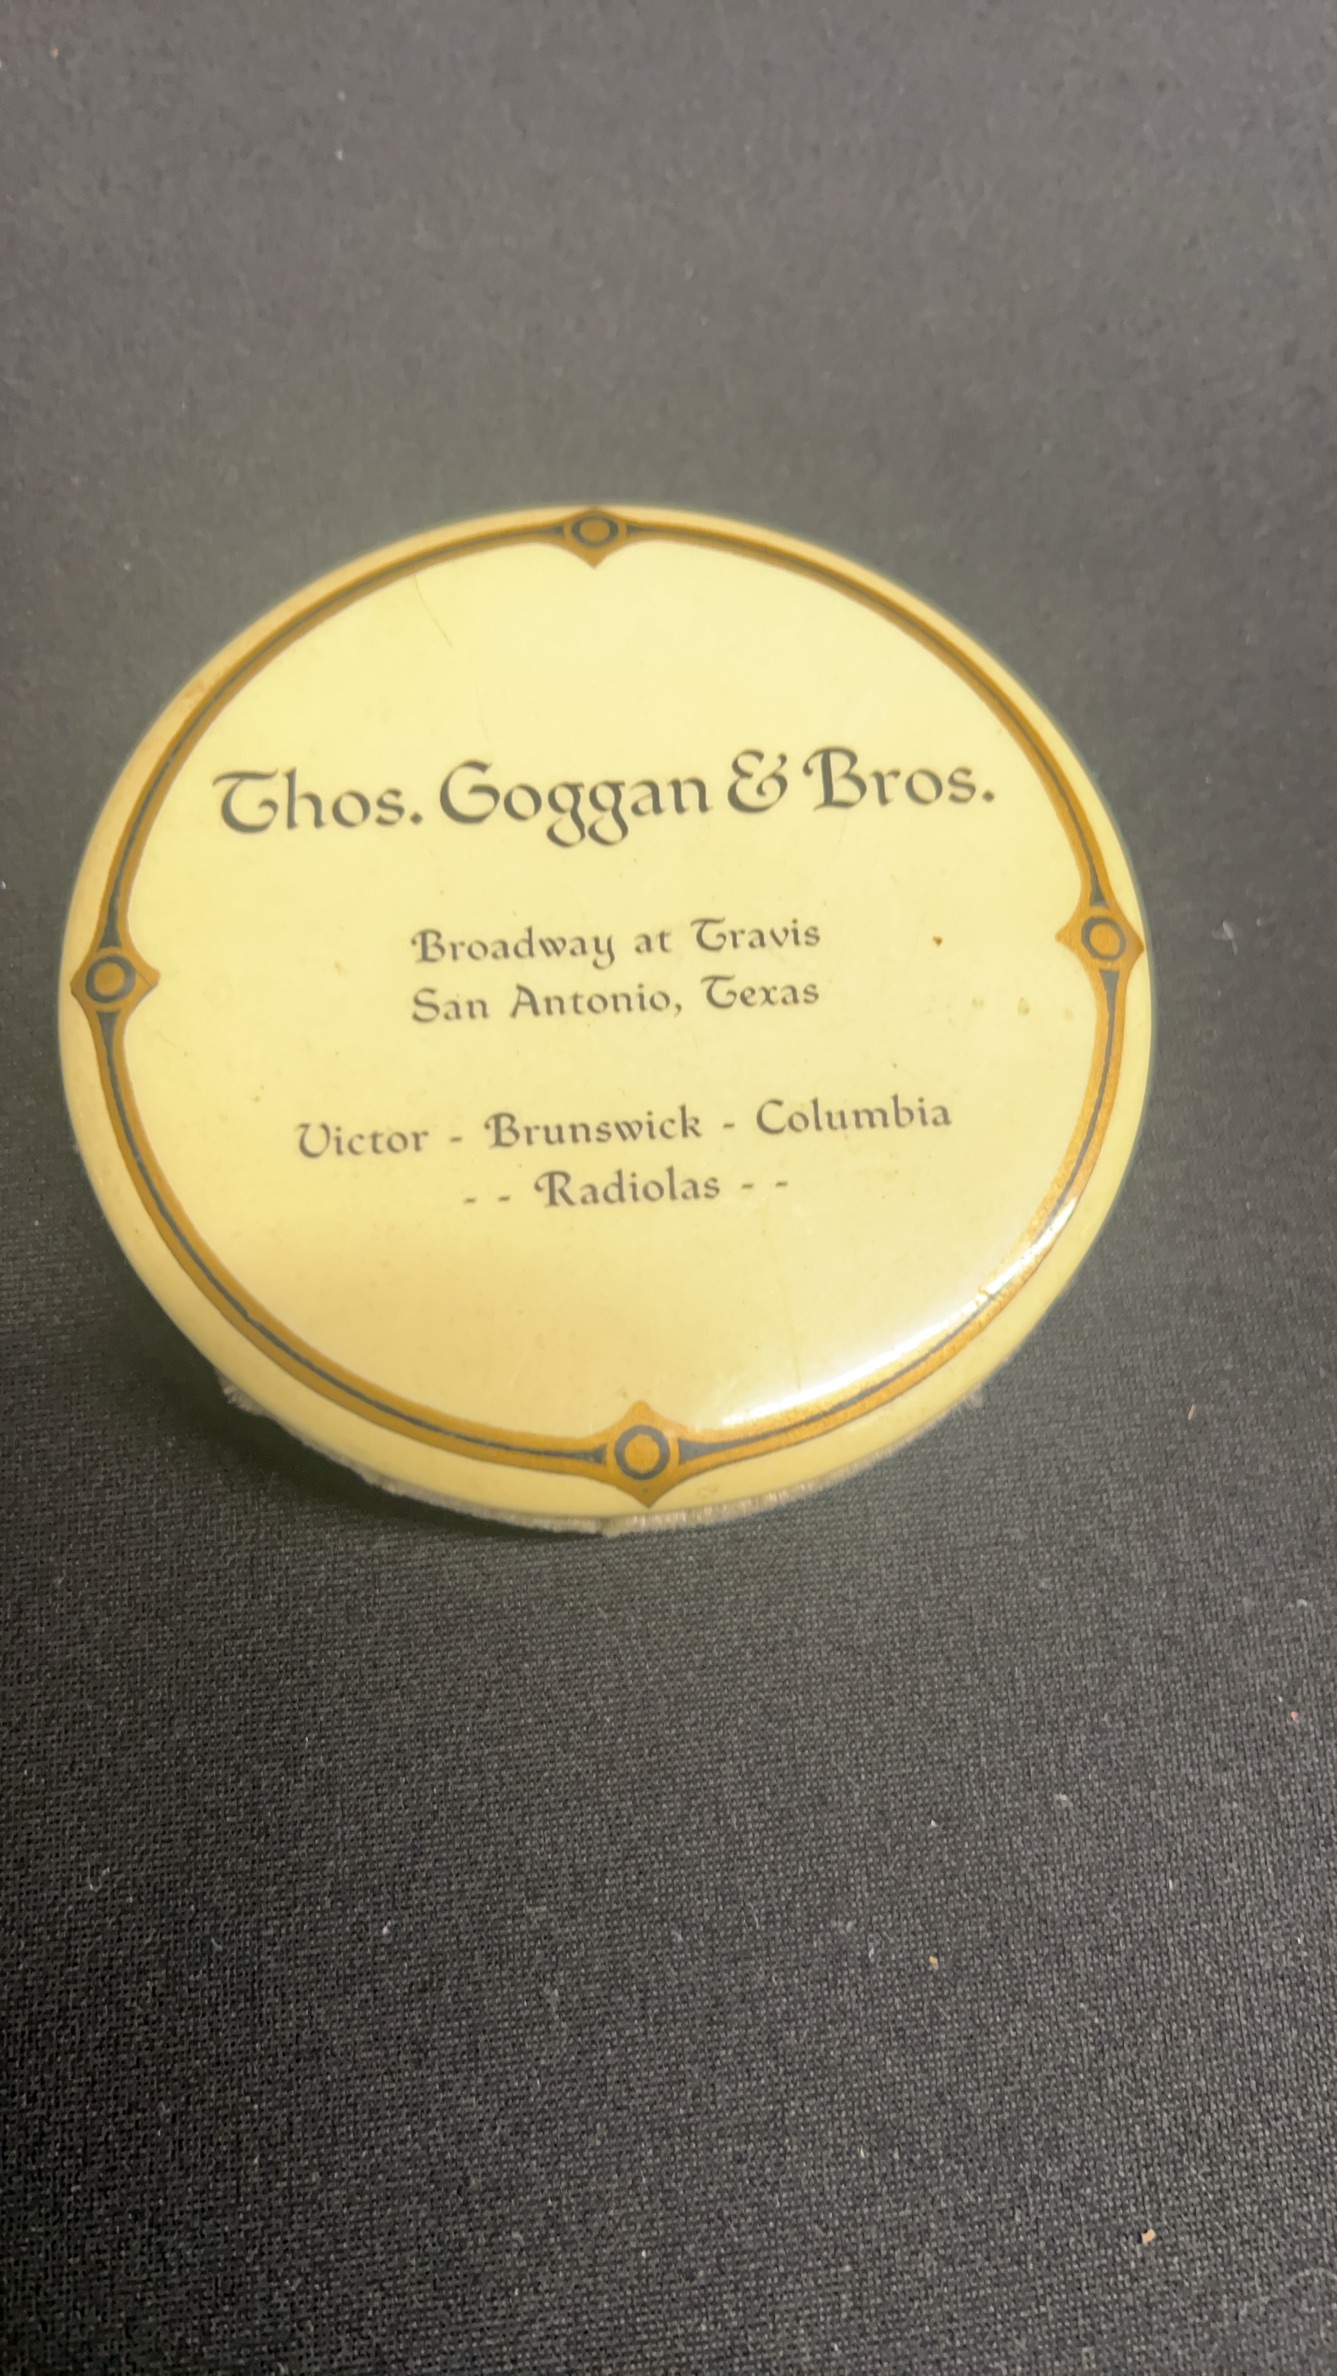 Thos. Goggan & Bros.
Broadway at Travis
San Antonio, Texas
Victor - Brunswick - Columbia
- - Radiolas - -